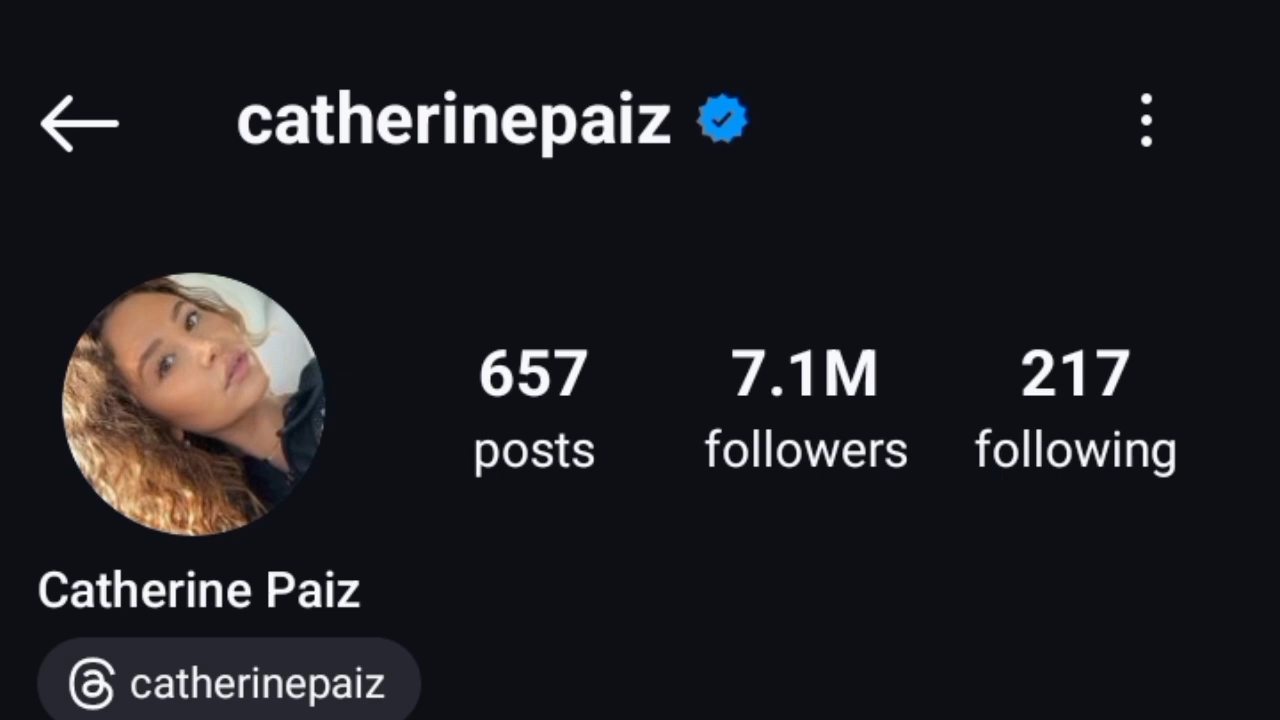 catherinepaiz
657 7.1M 217
posts followers following
Catherine Paiz
catherinepaiz